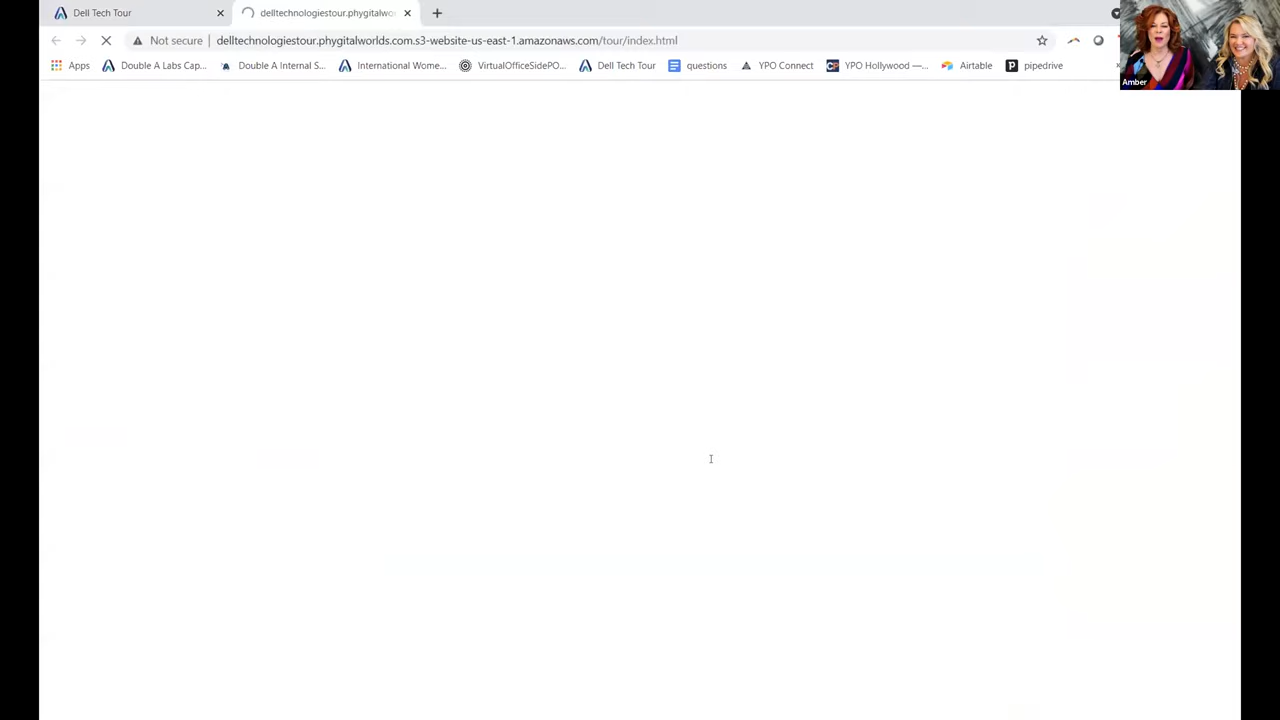 Dell Tech Tour
delltechnologiestour.phygitalwo
Not secure
delltechnologiestour.phygitalworlds.com.s3-website-us-east-1.amazonaws.com/tour/index.html
Apps
Double A Labs Cap...
Double A Internal S...
International Wome...
VirtualOfficeSitePO...
Dell Tech Tour
questions
YPO Connect
YPO Hollywood —...
Airtable
pipedrive
Amber